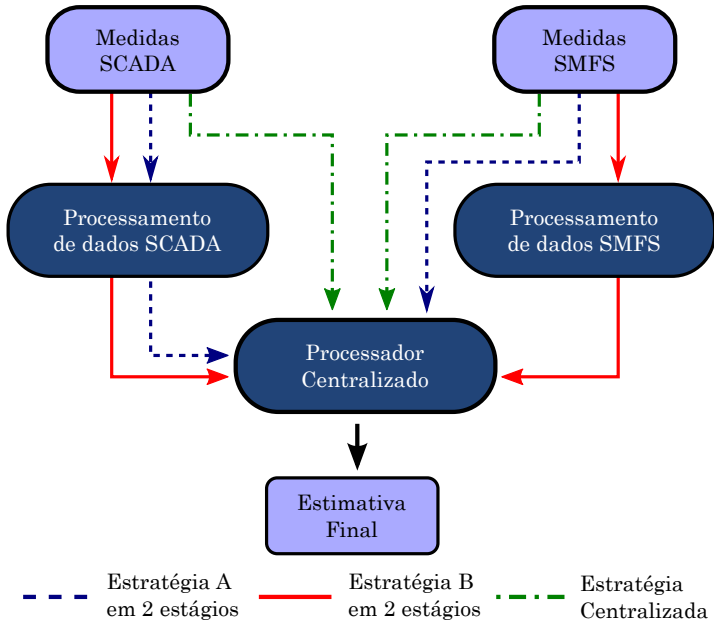 Medidas
SCADA
Medidas
SMFS
Processamento
de dados SCADA
Processamento
de dados SMFS
Processador
Centralizado
Estimativa
Final
Estratégia A
em 2 estágios
Estratégia B
em 2 estágios
Estratégia
Centralizada